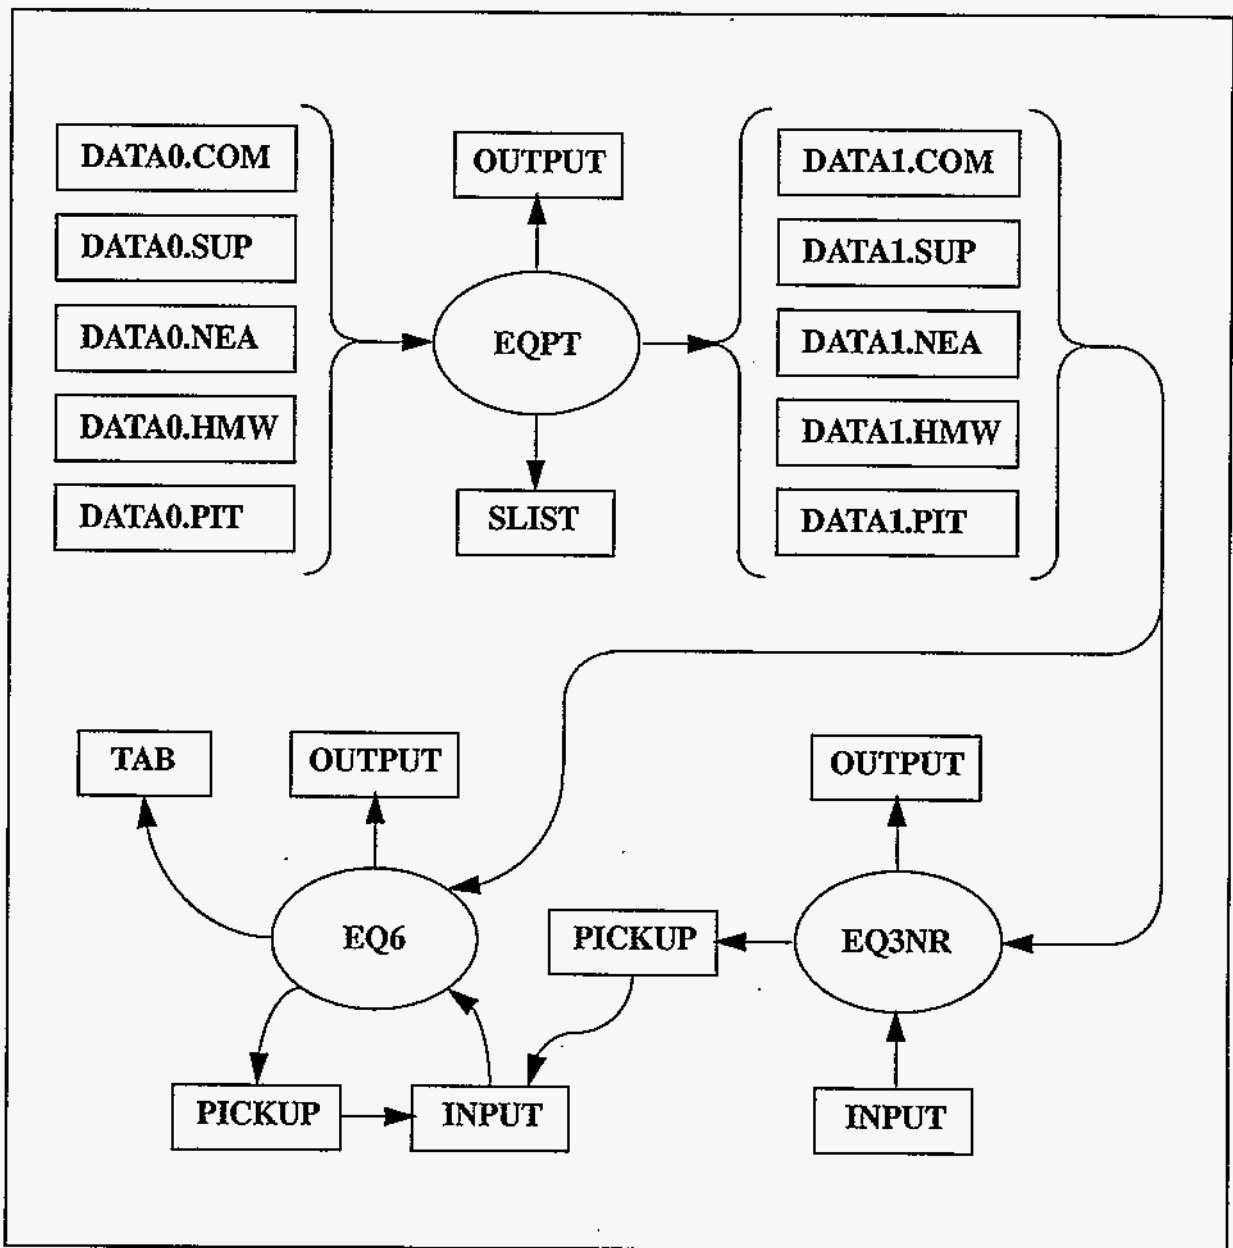 DATA0.COM
DATA0.SUP
DATA0.NEA
DATA0.HMW
DATA0.PIT
OUTPUT
EQPT
SLIST
DATA1.COM
DATA1.SUP
DATA1.NEA
DATA1.HMW
DATA1.PIT
TAB
OUTPUT
EQ6
PICKUP
INPUT
PICKUP
OUTPUT
EQ3NR
INPUT